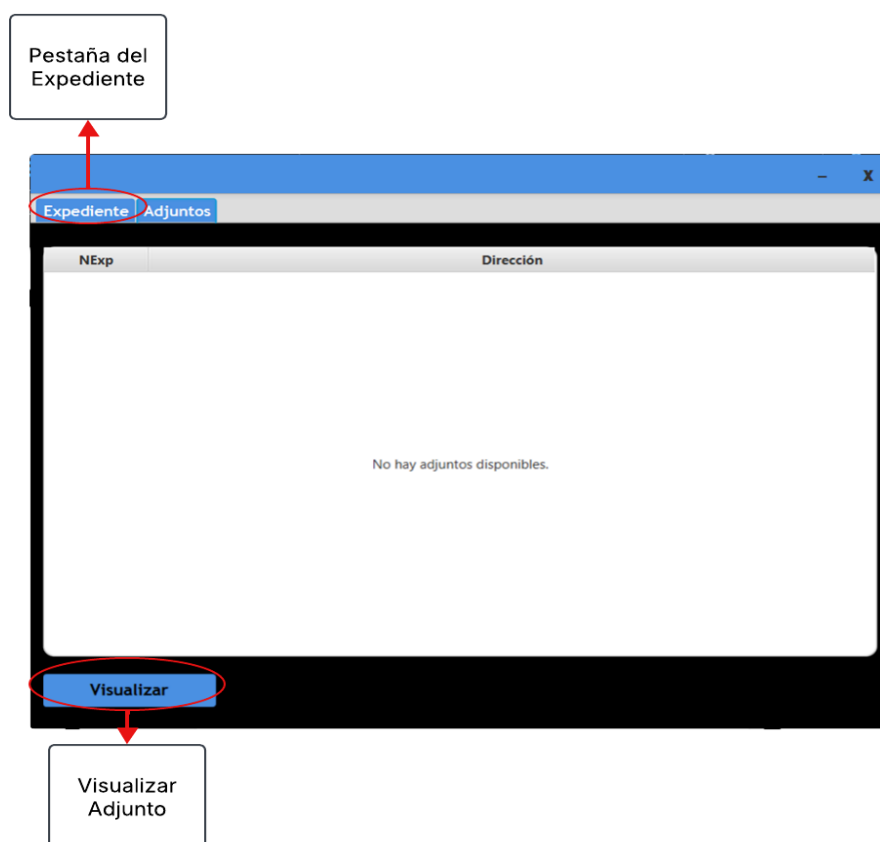 Pestaña del
Expediente
– X
Expediente Adjuntos
NExp Dirección
No hay adjuntos disponibles.
Visualizar
Visualizar
Adjunto